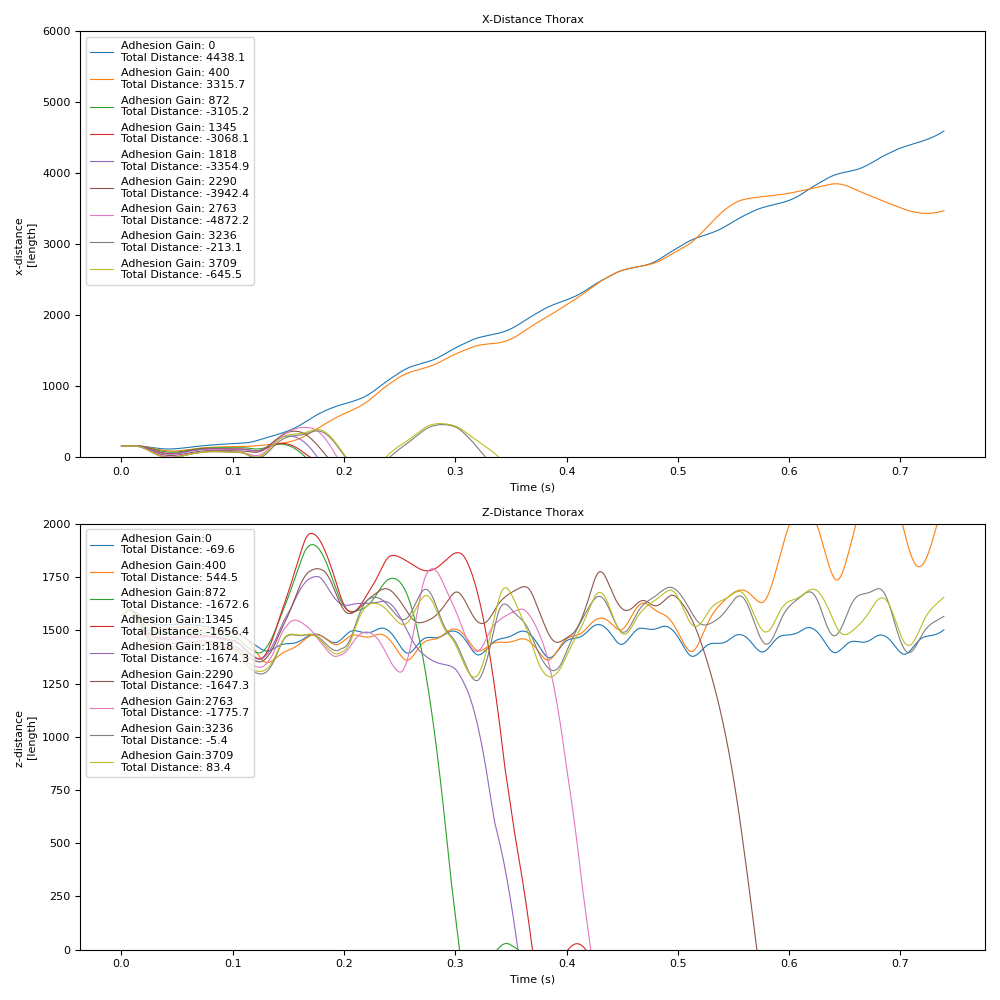 X-Distance Thorax
6000
5000
4000
3000
2000
1000
0
x-distance
[length]
Adhesion Gain: 0
Total Distance: 4438.1
Adhesion Gain: 400
Total Distance: 3315.7
Adhesion Gain: 872
Total Distance: -3105.2
Adhesion Gain: 1345
Total Distance: -3068.1
Adhesion Gain: 1818
Total Distance: -3354.9
Adhesion Gain: 2290
Total Distance: -3942.4
Adhesion Gain: 2763
Total Distance: -4872.2
Adhesion Gain: 3236
Total Distance: -213.1
Adhesion Gain: 3709
Total Distance: -645.5
0.0 0.1 0.2 0.3 0.4 0.5 0.6 0.7
Time (s)
Z-Distance Thorax
2000
1750
1500
1250
1000
750
500
250
0
z-distance
[length]
Adhesion Gain:0
Total Distance: -69.6
Adhesion Gain:400
Total Distance: 544.5
Adhesion Gain:872
Total Distance: -1672.6
Adhesion Gain:1345
Total Distance: -1656.4
Adhesion Gain:1818
Total Distance: -1674.3
Adhesion Gain:2290
Total Distance: -1647.3
Adhesion Gain:2763
Total Distance: -1775.7
Adhesion Gain:3236
Total Distance: -5.4
Adhesion Gain:3709
Total Distance: 83.4
0.0 0.1 0.2 0.3 0.4 0.5 0.6 0.7
Time (s)